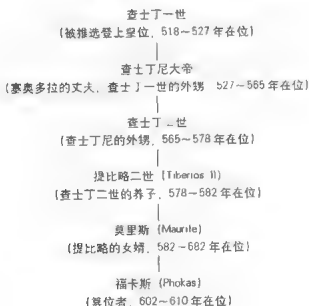 查士丁一世
(被推选登上皇位, 518~527年在位)
查士丁尼大帝
(塞奥多拉的丈夫, 查士丁一世的外甥 527~565年在位)
查士丁二世
(查士丁尼的外甥, 565~578年在位)
提比略二世 (Tiberios II)
(查士丁二世的养子, 578~582年在位)
莫里斯 (Maurile)
(提比略的女婿, 582~682年在位)
福卡斯 (Phokas)
(篡位者, 602~610年在位)